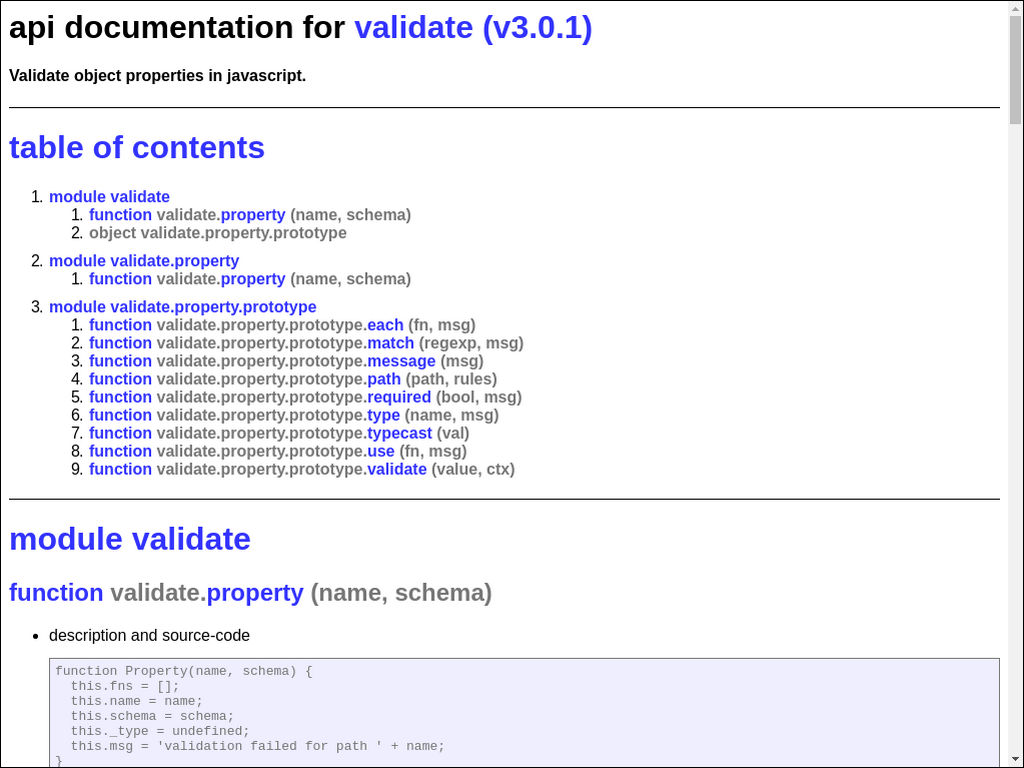 api documentation for validate (v3.0.1)
Validate object properties in javascript.
table of contents
1. module validate
1. function validate.property (name, schema)
2. object validate.property.prototype
2. module validate.property
1. function validate.property (name, schema)
3. module validate.property.prototype
1. function validate.property.prototype.each (fn, msg)
2. function validate.property.prototype.match (regexp, msg)
3. function validate.property.prototype.message (msg)
4. function validate.property.prototype.path (path, rules)
5. function validate.property.prototype.required (bool, msg)
6. function validate.property.prototype.type (name, msg)
7. function validate.property.prototype.typecast (val)
8. function validate.property.prototype.use (fn, msg)
9. function validate.property.prototype.validate (value, ctx)
module validate
function validate.property (name, schema)
• description and source-code
function Property(name, schema) {
  this.fns = [];
  this.name = name;
  this.schema = schema;
  this._type = undefined;
  this.msg = 'validation failed for path ' + name;
}